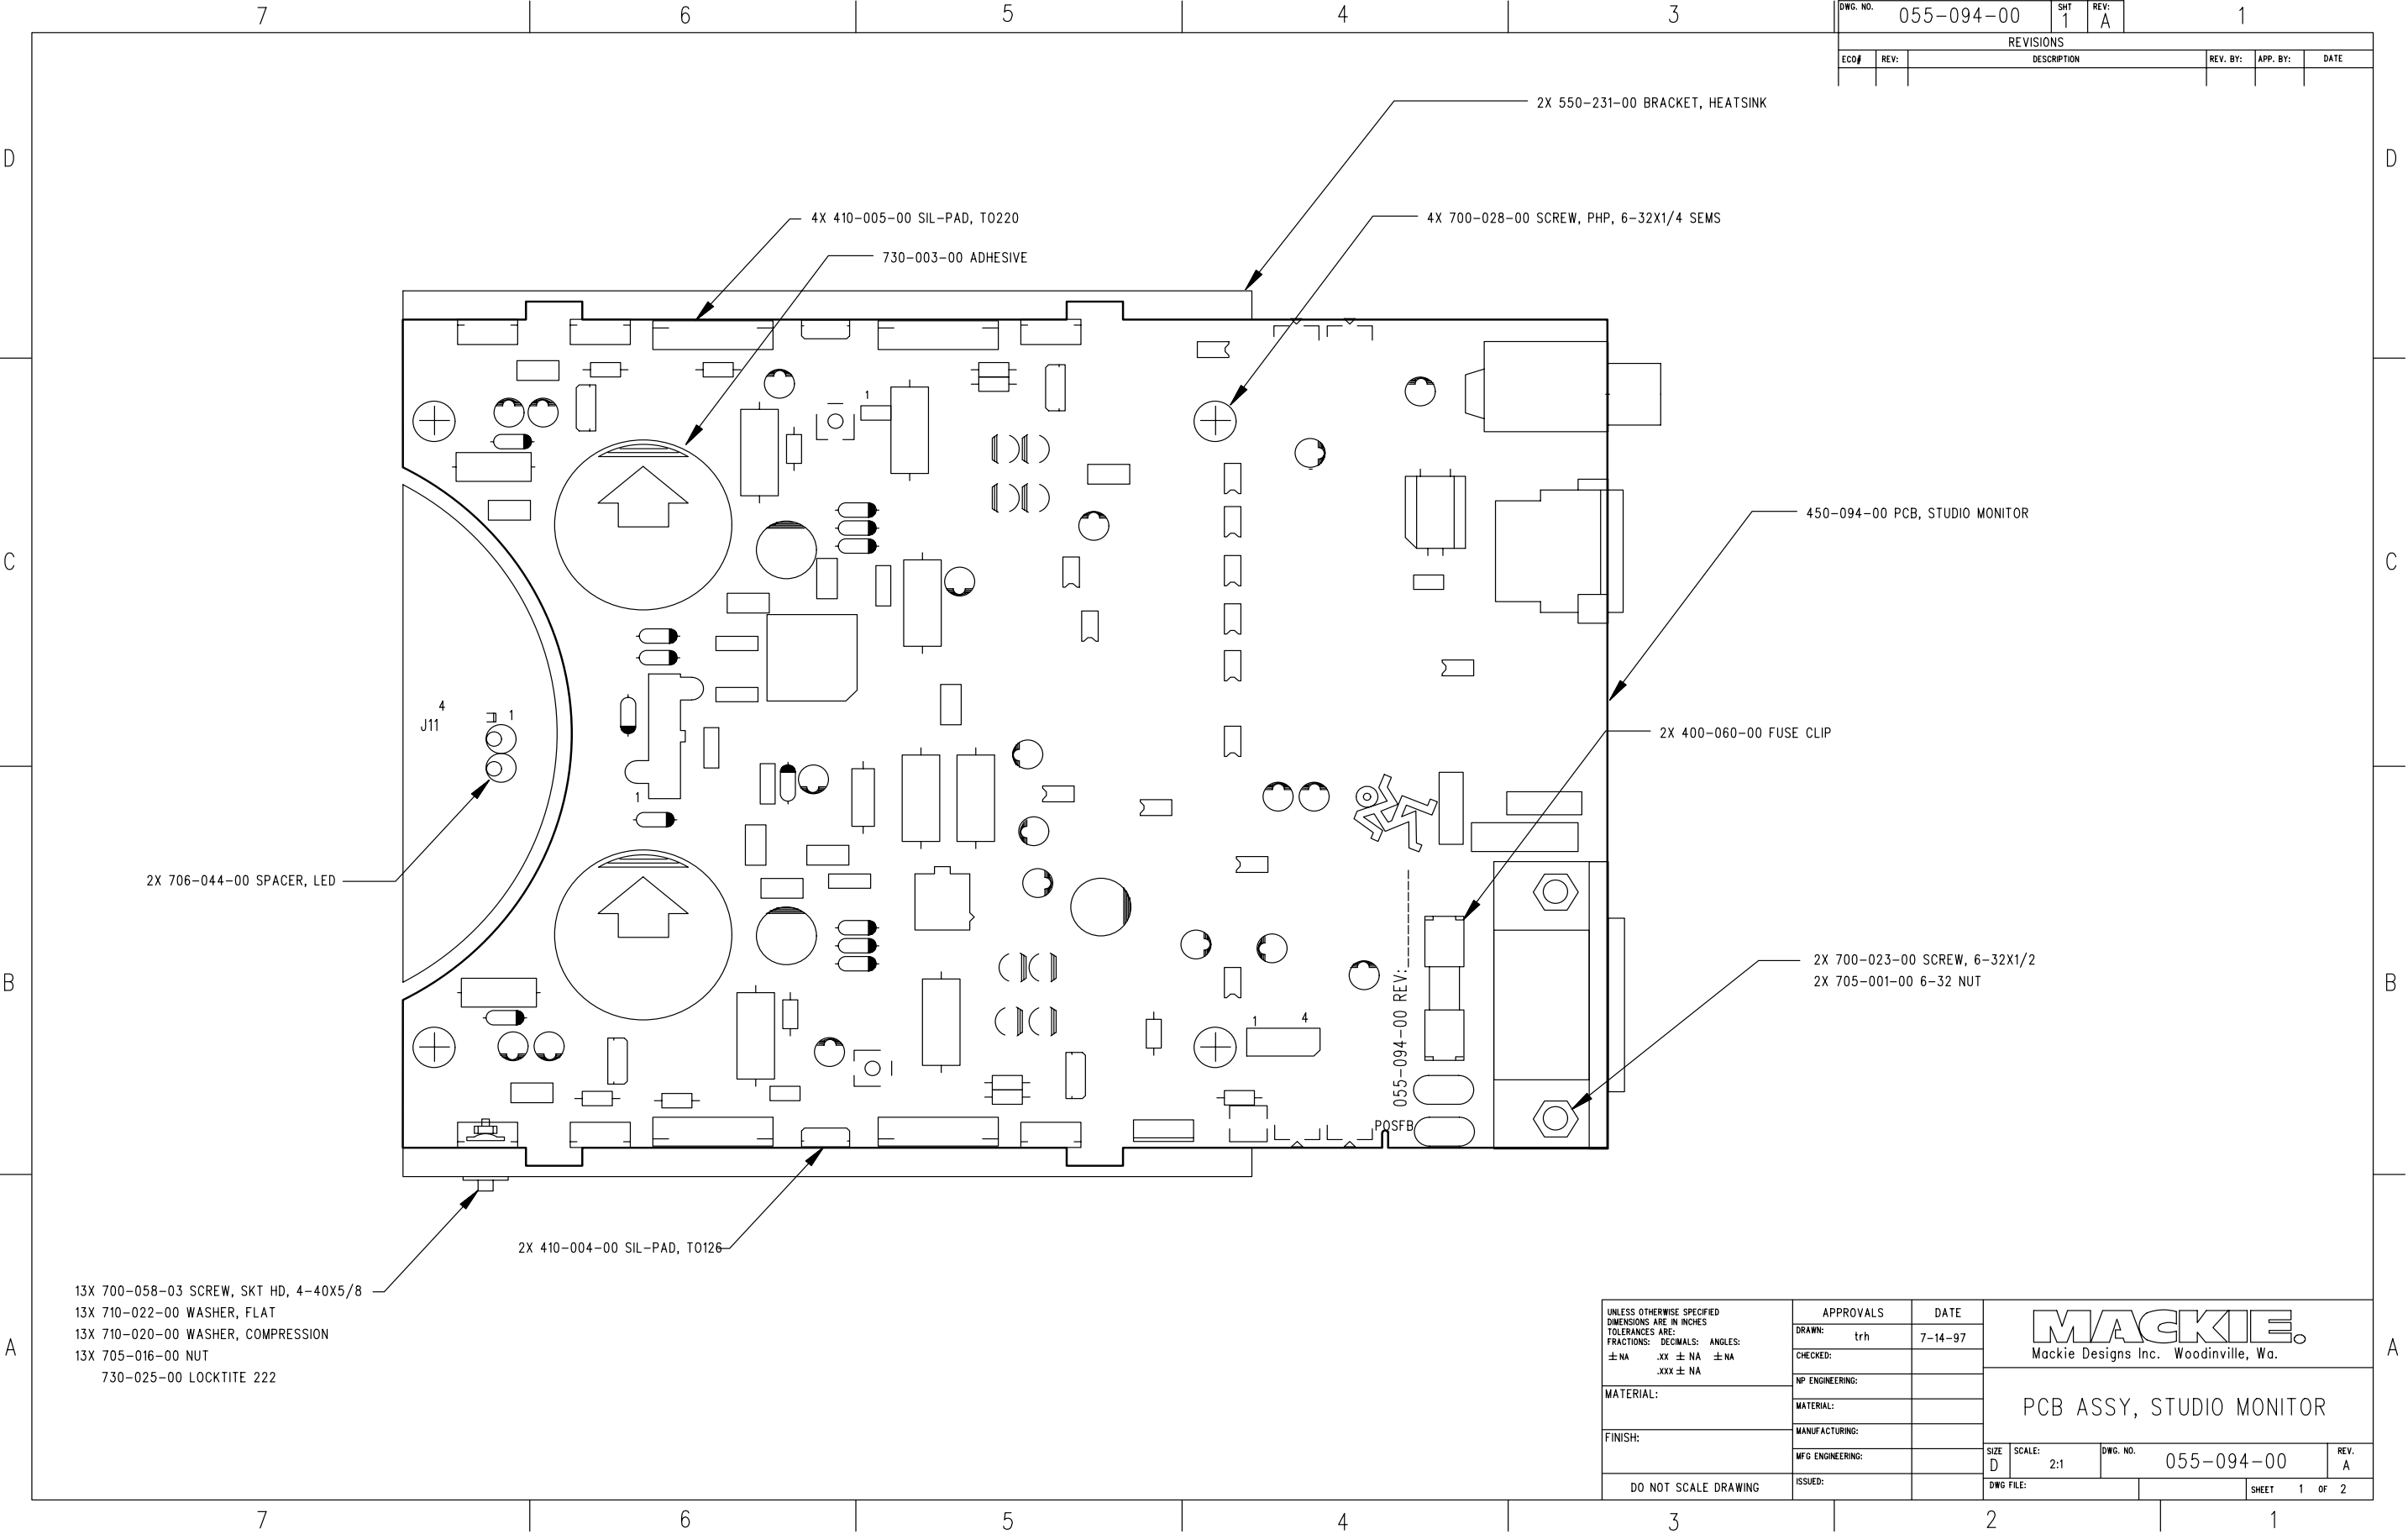 7 6 5 4 3 1
DWG. NO. 055-094-00 SHT 1 REV: A
REVISIONS
ECO# REV: DESCRIPTION REV. BY: APP. BY: DATE
D D
2X 550-231-00 BRACKET, HEATSINK
4X 410-005-00 SIL-PAD, TO220
4X 700-028-00 SCREW, PHP, 6-32X1/4 SEMS
730-003-00 ADHESIVE
1
450-094-00 PCB, STUDIO MONITOR
C C
4
J11
1
2X 400-060-00 FUSE CLIP
1
2X 706-044-00 SPACER, LED
2X 700-023-00 SCREW, 6-32X1/2
2X 705-001-00 6-32 NUT
B B
055-094-00 REV:__________
1 4
POSFB
2X 410-004-00 SIL-PAD, TO126
13X 700-058-03 SCREW, SKT HD, 4-40X5/8
13X 710-022-00 WASHER, FLAT
13X 710-020-00 WASHER, COMPRESSION
13X 705-016-00 NUT
730-025-00 LOCKTITE 222
A A
UNLESS OTHERWISE SPECIFIED
DIMENSIONS ARE IN INCHES
TOLERANCES ARE:
FRACTIONS: DECIMALS: ANGLES:
±NA .XX ± NA ±NA
.XXX ± NA
MATERIAL:
FINISH:
DO NOT SCALE DRAWING
APPROVALS DATE
DRAWN: trh 7-14-97
CHECKED:
NP ENGINEERING:
MATERIAL:
MANUFACTURING:
MFG ENGINEERING:
ISSUED:
MACKIE.
Mackie Designs Inc. Woodinville, Wa.
PCB ASSY, STUDIO MONITOR
SIZE D SCALE: 2:1 DWG. NO. 055-094-00 REV. A
DWG FILE: SHEET 1 OF 2
7 6 5 4 3 2 1